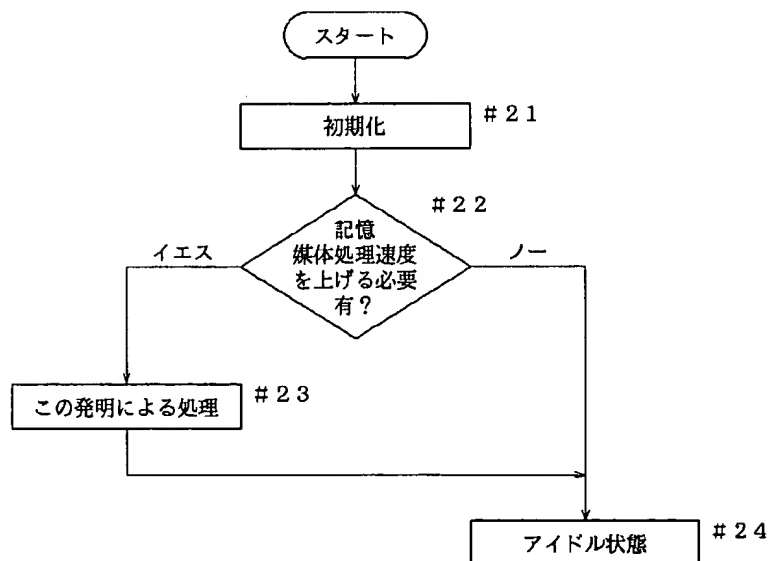 スタート
初期化
#21
#22
記憶
媒体処理速度
を上げる必要
有？
イエス
ノー
この発明による処理
#23
アイドル状態
#24